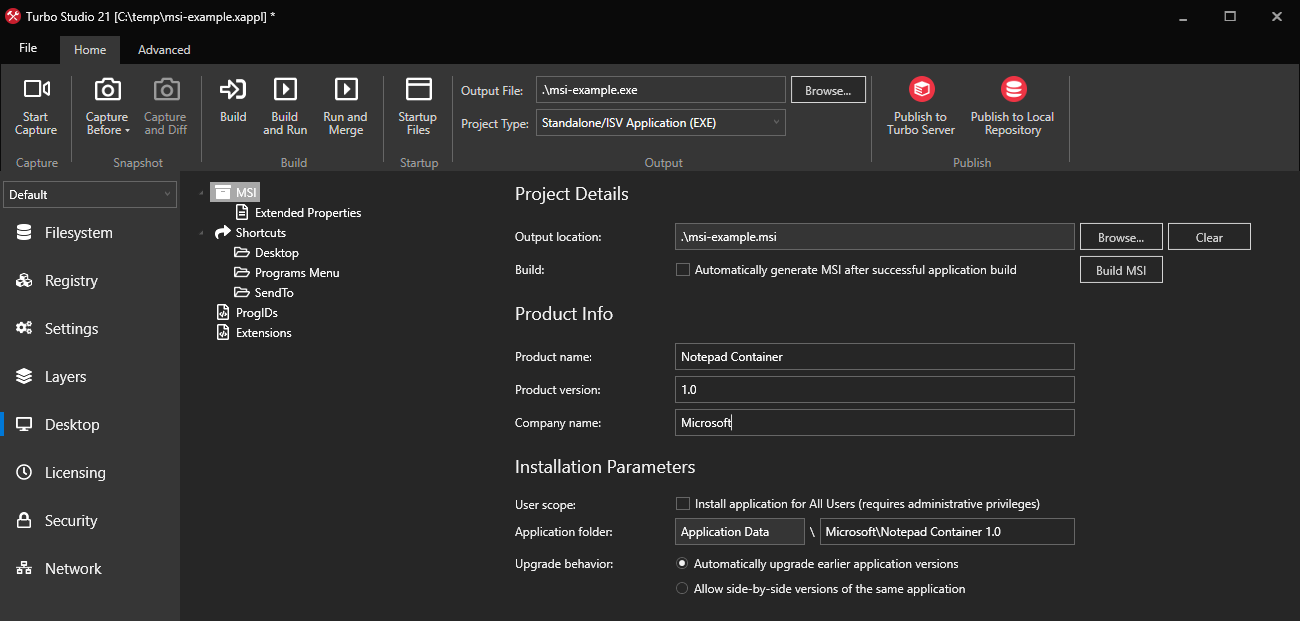 Turbo Studio 21 [C:\temp\msi-example.xappl] *
File
Home
Advanced
Start
Capture
Capture
Before
Capture
and Diff
Build
Build
and Run
Run and
Merge
Startup
Files
Output File:
.\msi-example.exe
Browse...
Project Type:
Standalone/ISV Application (EXE)
Publish to
Turbo Server
Publish to Local
Repository
Capture
Snapshot
Build
Startup
Output
Publish
Default
Filesystem
Registry
Settings
Layers
Desktop
Licensing
Security
Network
MSI
Extended Properties
Shortcuts
Desktop
Programs Menu
SendTo
ProgIDs
Extensions
Project Details
Output location:
.\msi-example.msi
Browse...
Clear
Build:
Automatically generate MSI after successful application build
Build MSI
Product Info
Product name:
Notepad Container
Product version:
1.0
Company name:
Microsoft
Installation Parameters
User scope:
Install application for All Users (requires administrative privileges)
Application folder:
Application Data
\
Microsoft\Notepad Container 1.0
Upgrade behavior:
Automatically upgrade earlier application versions
Allow side-by-side versions of the same application